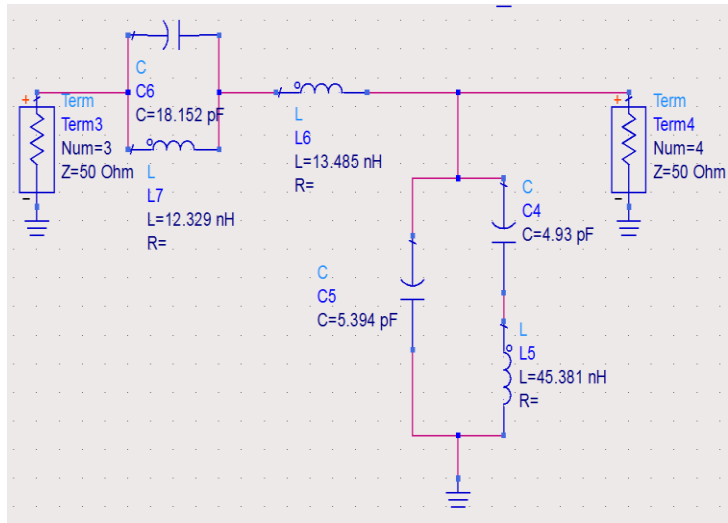 C
C6
C=18.152 pF
+
Term
Term3
Num=3
Z=50 Ohm
-
L
L7
L=12.329 nH
R=
L
L6
L=13.485 nH
R=
+
Term
Term4
Num=4
Z=50 Ohm
-
C
C4
C=4.93 pF
C
C5
C=5.394 pF
L
L5
L=45.381 nH
R=